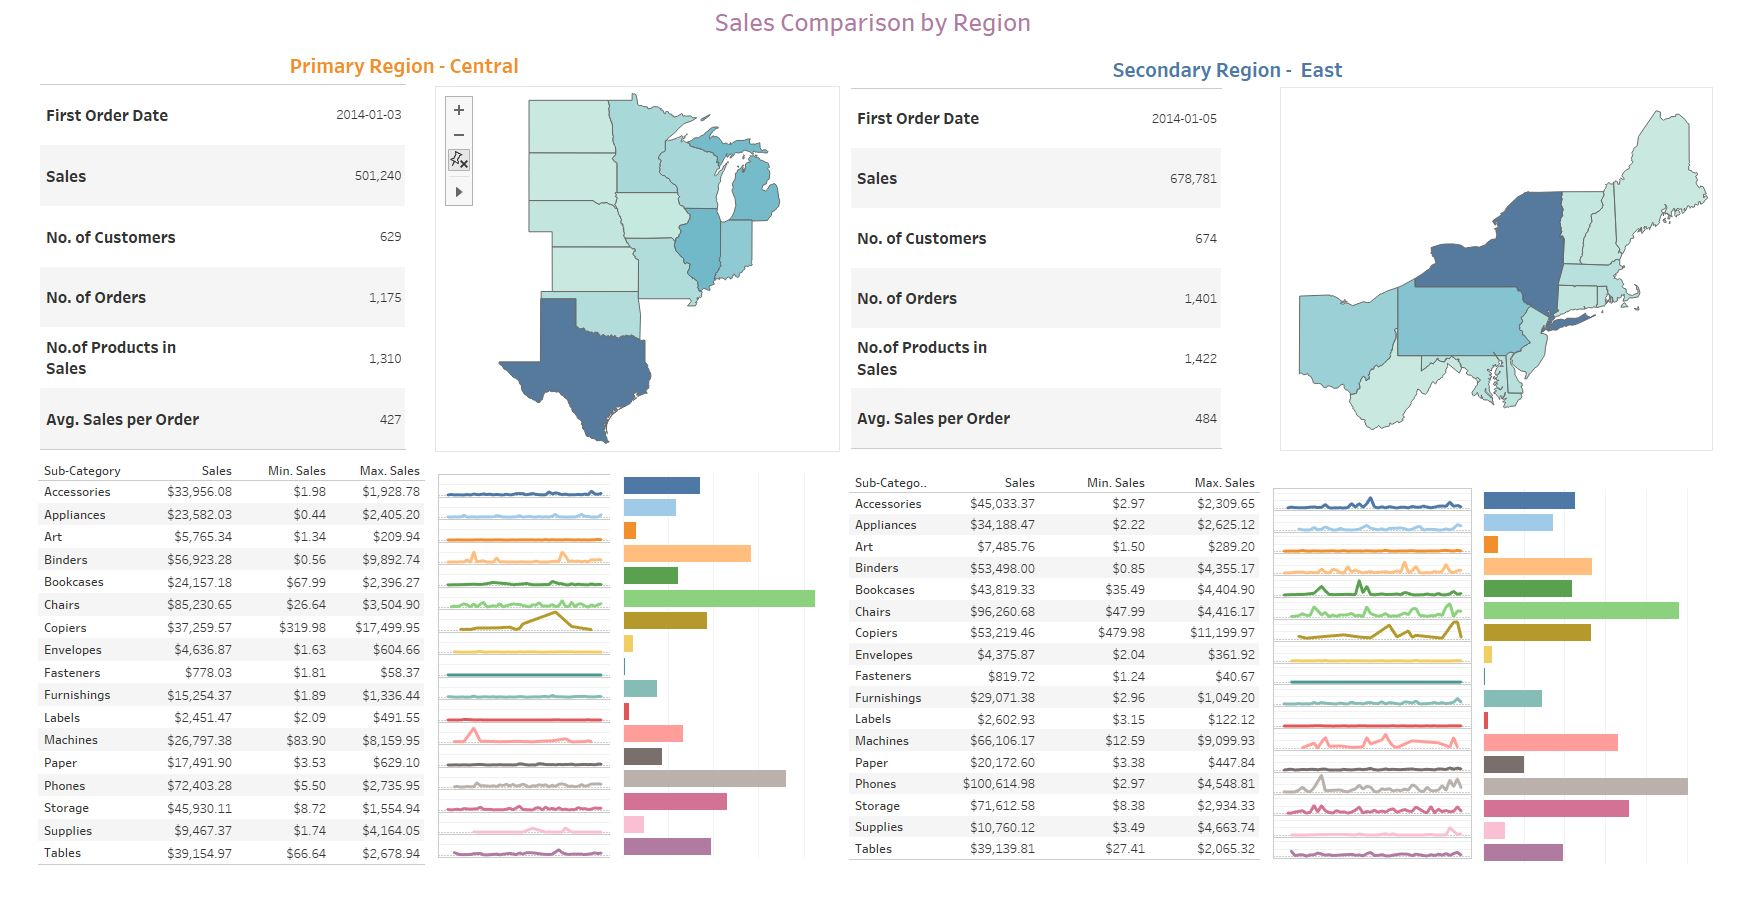 Sales Comparison by Region
Primary Region - Central
First Order Date 2014-01-03
Sales 501,240
No. of Customers 629
No. of Orders 1,175
No.of Products in
Sales 1,310
Avg. Sales per Order 427
Sub-Category Sales Min. Sales Max. Sales
Accessories $33,956.08 $1.98 $1,928.78
Appliances $23,582.03 $0.44 $2,405.20
Art $5,765.34 $1.34 $209.94
Binders $56,923.28 $0.56 $9,892.74
Bookcases $24,157.18 $67.99 $2,396.27
Chairs $85,230.65 $26.64 $3,504.90
Copiers $37,259.57 $319.98 $17,499.95
Envelopes $4,636.87 $1.63 $604.66
Fasteners $778.03 $1.81 $58.37
Furnishings $15,254.37 $1.89 $1,336.44
Labels $2,451.47 $2.09 $491.55
Machines $26,797.38 $83.90 $8,159.95
Paper $17,491.90 $3.53 $629.10
Phones $72,403.28 $5.50 $2,735.95
Storage $45,930.11 $8.72 $1,554.94
Supplies $9,467.37 $1.74 $4,164.05
Tables $39,154.97 $66.64 $2,678.94
Secondary Region - East
First Order Date 2014-01-05
Sales 678,781
No. of Customers 674
No. of Orders 1,401
No.of Products in
Sales 1,422
Avg. Sales per Order 484
Sub-Catego.. Sales Min. Sales Max. Sales
Accessories $45,033.37 $2.97 $2,309.65
Appliances $34,188.47 $2.22 $2,625.12
Art $7,485.76 $1.50 $289.20
Binders $53,498.00 $0.85 $4,355.17
Bookcases $43,819.33 $35.49 $4,404.90
Chairs $96,260.68 $47.99 $4,416.17
Copiers $53,219.46 $479.98 $11,199.97
Envelopes $4,375.87 $2.04 $361.92
Fasteners $819.72 $1.24 $40.67
Furnishings $29,071.38 $2.96 $1,049.20
Labels $2,602.93 $3.15 $122.12
Machines $66,106.17 $12.59 $9,099.93
Paper $20,172.60 $3.38 $447.84
Phones $100,614.98 $2.97 $4,548.81
Storage $71,612.58 $8.38 $2,934.33
Supplies $10,760.12 $3.49 $4,663.74
Tables $39,139.81 $27.41 $2,065.32